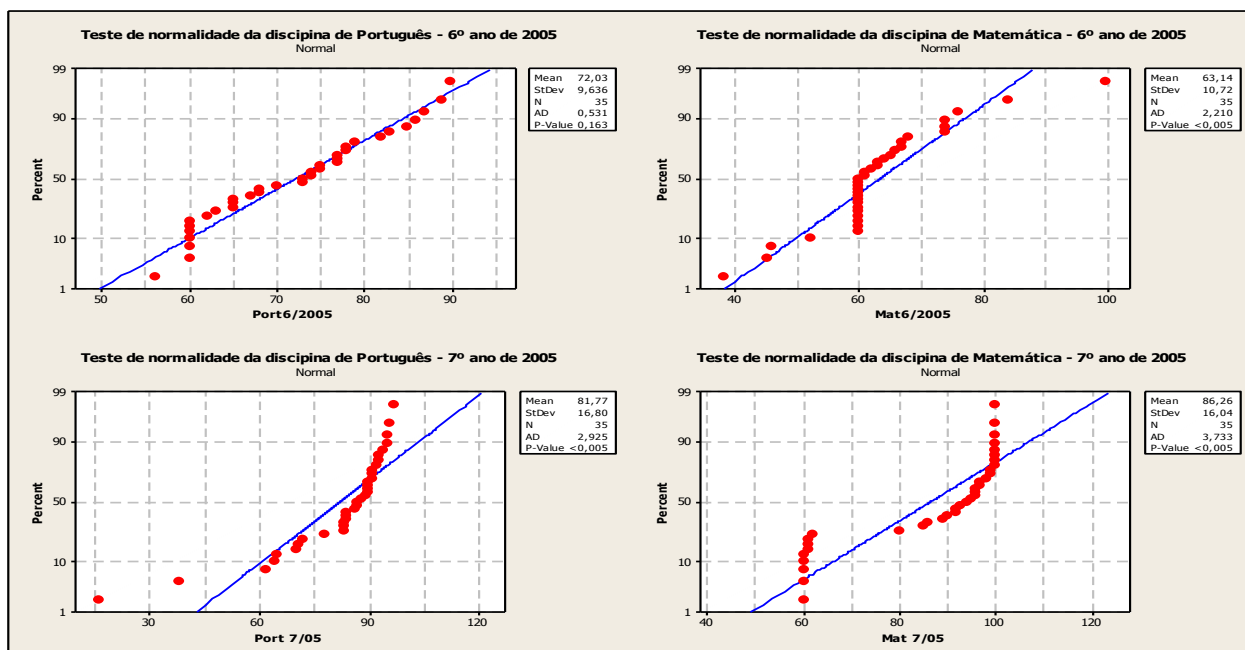 Teste de normalidade da discipina de Português - 6º ano de 2005
Normal
99
90
50
10
1
Percent
50 60 70 80 90
Port6/2005
Mean 72,03
StDev 9,636
N 35
AD 0,531
P-Value 0,163
Teste de normalidade da discipina de Matemática - 6º ano de 2005
Normal
99
90
50
10
1
Percent
40 60 80 100
Mat6/2005
Mean 63,14
StDev 10,72
N 35
AD 2,210
P-Value <0,005
Teste de normalidade da discipina de Português - 7º ano de 2005
Normal
99
90
50
10
1
Percent
30 60 90 120
Port 7/05
Mean 81,77
StDev 16,80
N 35
AD 2,925
P-Value <0,005
Teste de normalidade da discipina de Matemática - 7º ano de 2005
Normal
99
90
50
10
1
Percent
40 60 80 100 120
Mat 7/05
Mean 86,26
StDev 16,04
N 35
AD 3,733
P-Value <0,005